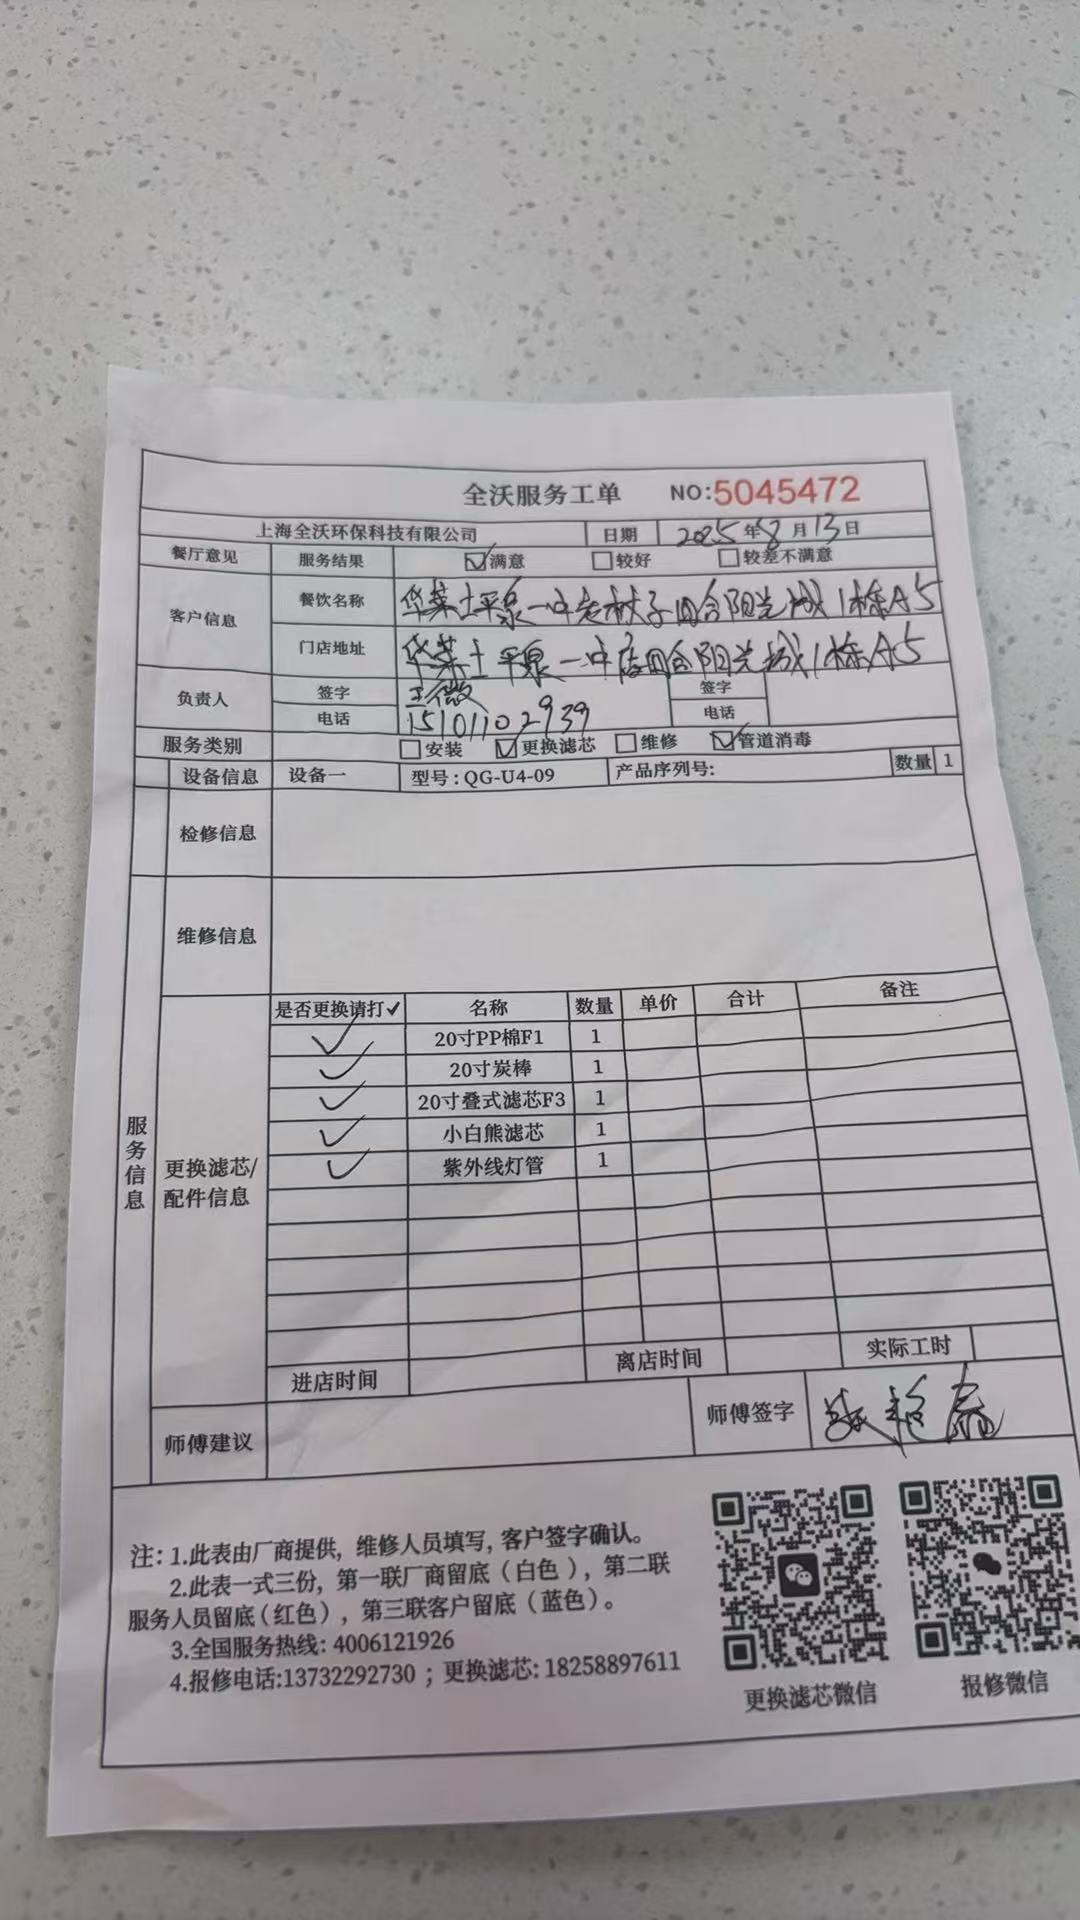 全沃服务工单 NO:5045472
上海全沃环保科技有限公司 日期 2025年8月13日
餐厅意见 服务结果 ☑满意 ☐较好 ☐较差不满意
客户信息 餐饮名称 华莱士平泉一中店 四合阳光城1栋A5
门店地址 华莱士平泉一中店四合阳光城1栋A5
负责人 签字 王微 签字
电话 15101102939 电话
服务类别 ☐安装 ☑更换滤芯 ☐维修 ☑管道消毒
设备信息 设备一 型号:QG-U4-09 产品序列号: 数量 1
检修信息
维修信息
服务信息
更换滤芯/
配件信息
是否更换请打✓ 名称 数量 单价 合计 备注
✓ 20寸PP棉F1 1
✓ 20寸炭棒 1
✓ 20寸叠式滤芯F3 1
✓ 小白熊滤芯 1
✓ 紫外线灯管 1
进店时间 离店时间 实际工时
师傅建议 师傅签字
注:1.此表由厂商提供, 维修人员填写, 客户签字确认。
2.此表一式三份, 第一联厂商留底(白色), 第二联
服务人员留底(红色), 第三联客户留底(蓝色)。
3.全国服务热线: 4006121926
4.报修电话:13732292730 ; 更换滤芯: 18258897611
更换滤芯微信 报修微信